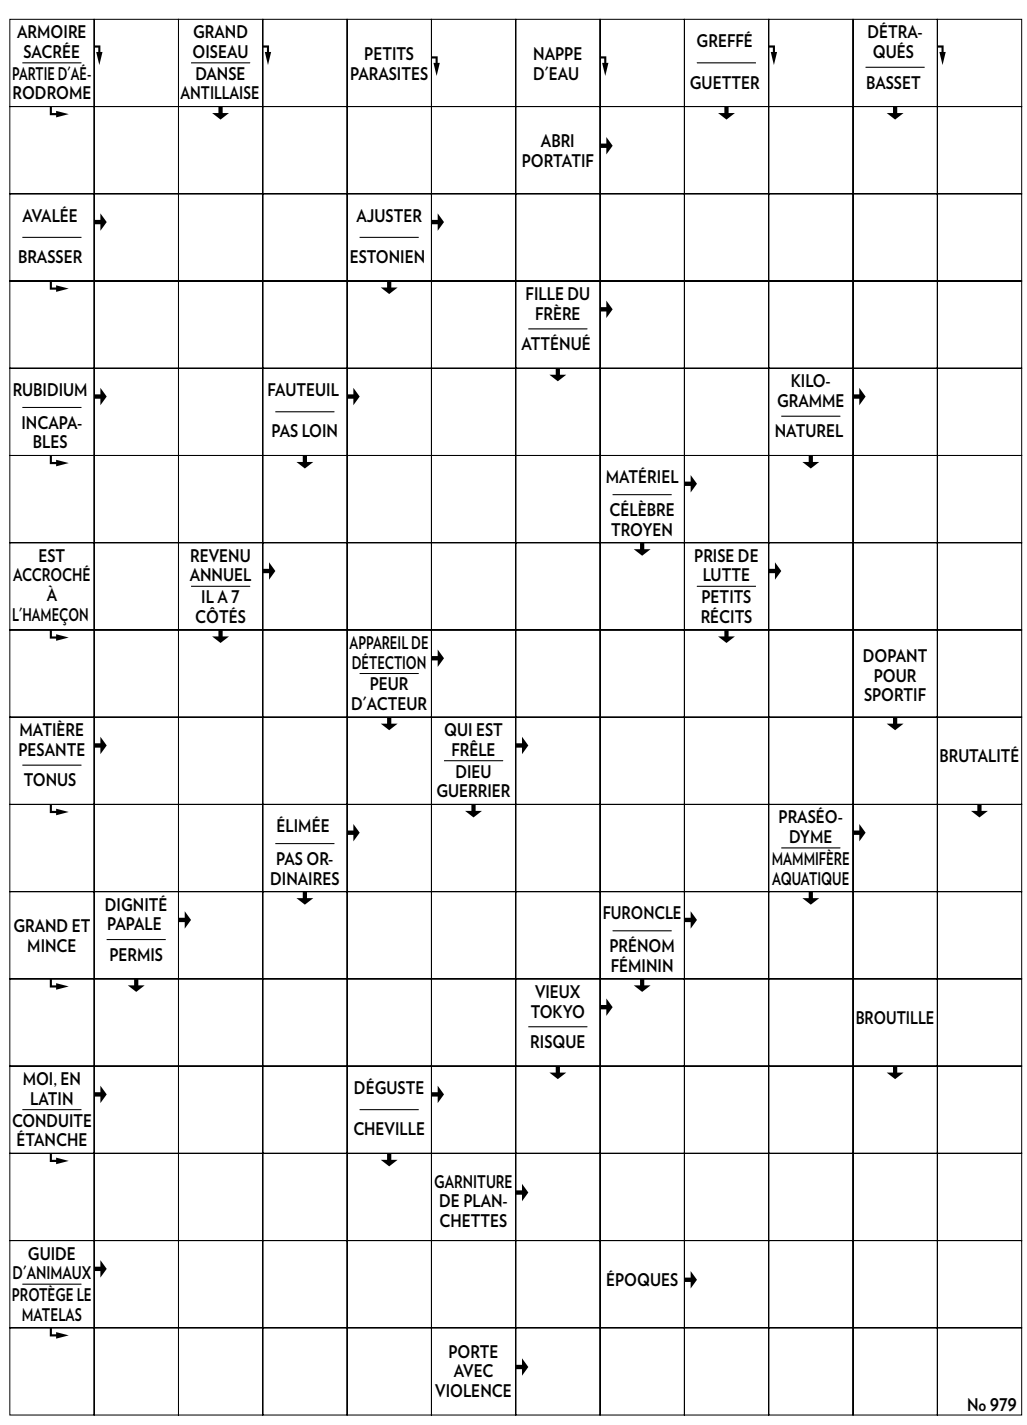 ARMOIRE
SACRÉE
PARTIE D'AÉ-
RODROME
GRAND
OISEAU
DANSE
ANTILLAISE
PETITS
PARASITES
NAPPE
D'EAU
GREFFÉ
GUETTER
DÉTRA-
QUÉS
BASSET
ABRI
PORTATIF
AVALÉE
BRASSER
AJUSTER
ESTONIEN
FILLE DU
FRÈRE
ATTÉNUÉ
RUBIDIUM
INCAPA-
BLES
FAUTEUIL
PAS LOIN
KILO-
GRAMME
NATUREL
MATÉRIEL
CÉLÈBRE
TROYEN
EST
ACCROCHÉ
À
L'HAMEÇON
REVENU
ANNUEL
IL A 7
CÔTÉS
PRISE DE
LUTTE
PETITS
RÉCITS
APPAREIL DE
DÉTECTION
PEUR
D'ACTEUR
DOPANT
POUR
SPORTIF
MATIÈRE
PESANTE
TONUS
QUI EST
FRÊLE
DIEU
GUERRIER
BRUTALITÉ
ÉLIMÉE
PAS OR-
DINAIRES
PRASÉO-
DYME
MAMMIFÈRE
AQUATIQUE
GRAND ET
MINCE
DIGNITÉ
PAPALE
PERMIS
FURONCLE
PRÉNOM
FÉMININ
VIEUX
TOKYO
RISQUE
BROUTILLE
MOI, EN
LATIN
CONDUITE
ÉTANCHE
DÉGUSTE
CHEVILLE
GARNITURE
DE PLAN-
CHETTES
GUIDE
D'ANIMAUX
PROTÈGE LE
MATELAS
ÉPOQUES
PORTE
AVEC
VIOLENCE
No 979